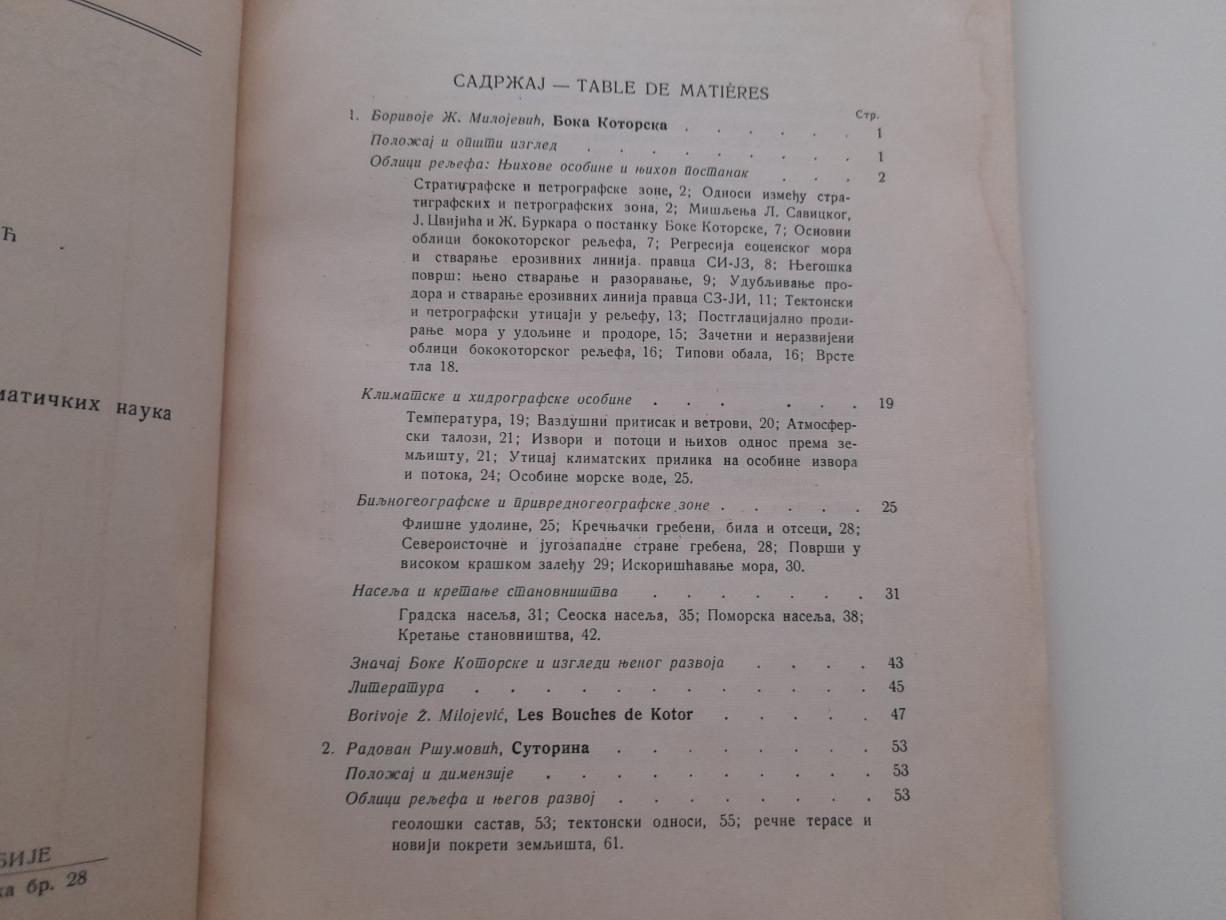 Ћ
матичких наука
БИЈЕ
ка бр. 28
САДРЖАЈ — TABLE DE MATIÈRES
Стр.
1. Боривоје Ж. Милојевић, Бока Которска . . . . . . 1
Положај и општи изглед . . . . . . . . 1
Облици рељефа: Њихове особине и њихов постанак . . . 2
Стратиграфске и петрографске зоне, 2; Односи између стра-
тиграфских и петрографских зона, 2; Мишљења Л. Савицког,
Ј. Цвијића и Ж. Буркара о постанку Боке Которске, 7; Основни
облици бококоторског рељефа, 7; Регресија еоценског мора
и стварање ерозивних линија. правца СИ-ЈЗ, 8; Његошка
површ: њено стварање и разоравање, 9; Удубљивање про-
дора и стварање ерозивних линија правца СЗ-ЈИ, 11; Тектонски
и петрографски утицаји у рељефу, 13; Постглацијално проди-
рање мора у удољине и продоре, 15; Зачетни и неразвијени
облици бококоторског рељефа, 16; Типови обала, 16; Врсте
тла 18.
Климатске и хидрографске особине . . . . . . 19
Температура, 19; Ваздушни притисак и ветрови, 20; Атмосфер-
ски талози, 21; Извори и потоци и њихов однос према зе-
мљишту, 21; Утицај климатских прилика на особине извора
и потока, 24; Особине морске воде, 25.
Биљногеографске и привредногеографске зоне . . . . . 25
Флишне удолине, 25; Кречњачки гребени, била и отсеци, 28;
Североисточне и југозападне стране гребена, 28; Површи у
високом крашком залеђу 29; Искоришћавање мора, 30.
Насеља и кретање становништва . . . . . . . 31
Градска насеља, 31; Сеоска насеља, 35; Поморска насеља, 38;
Кретање становништва, 42.
Значај Боке Которске и изгледи њеног развоја . . . . 43
Литература . . . . . . . . . . . 45
Borivoje Ž. Milojević, Les Bouches de Kotor . . . . . 47
2. Радован Ршумовић, Суторина . . . . . . . . 53
Положај и димензије . . . . . . . . . . 53
Облици рељефа и његов развој . . . . . . . . 53
геолошки састав, 53; тектонски односи, 55; речне терасе и
новији покрети земљишта, 61.